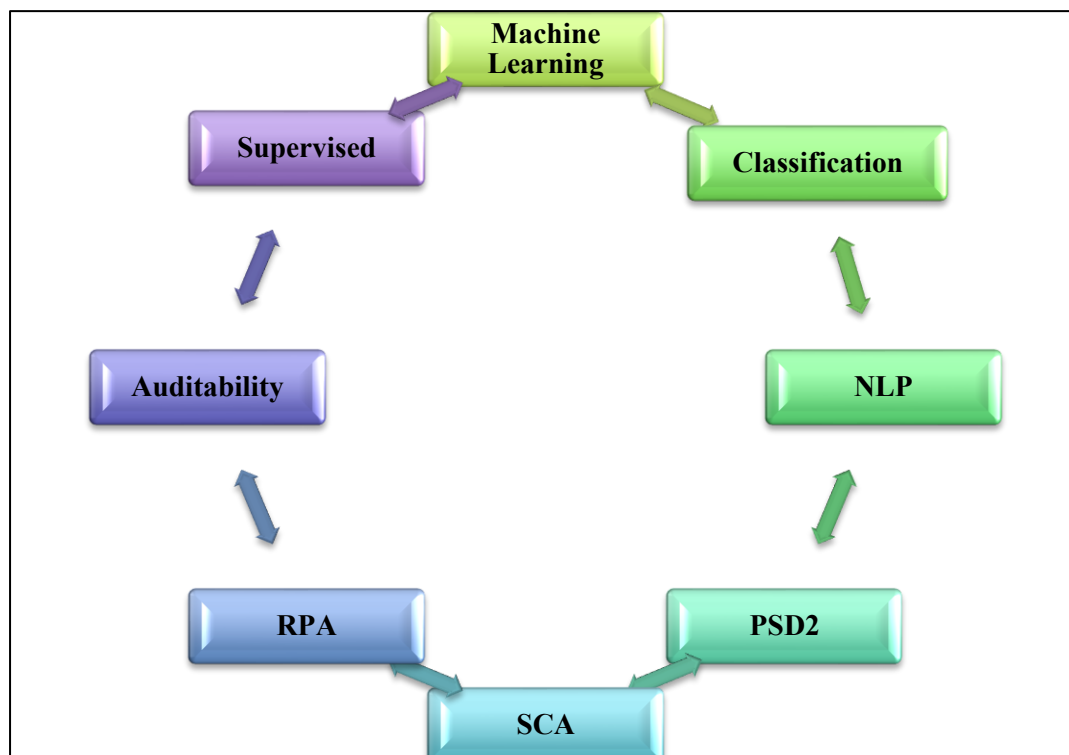 Machine
Learning
Supervised
Classification
Auditability
NLP
RPA
PSD2
SCA